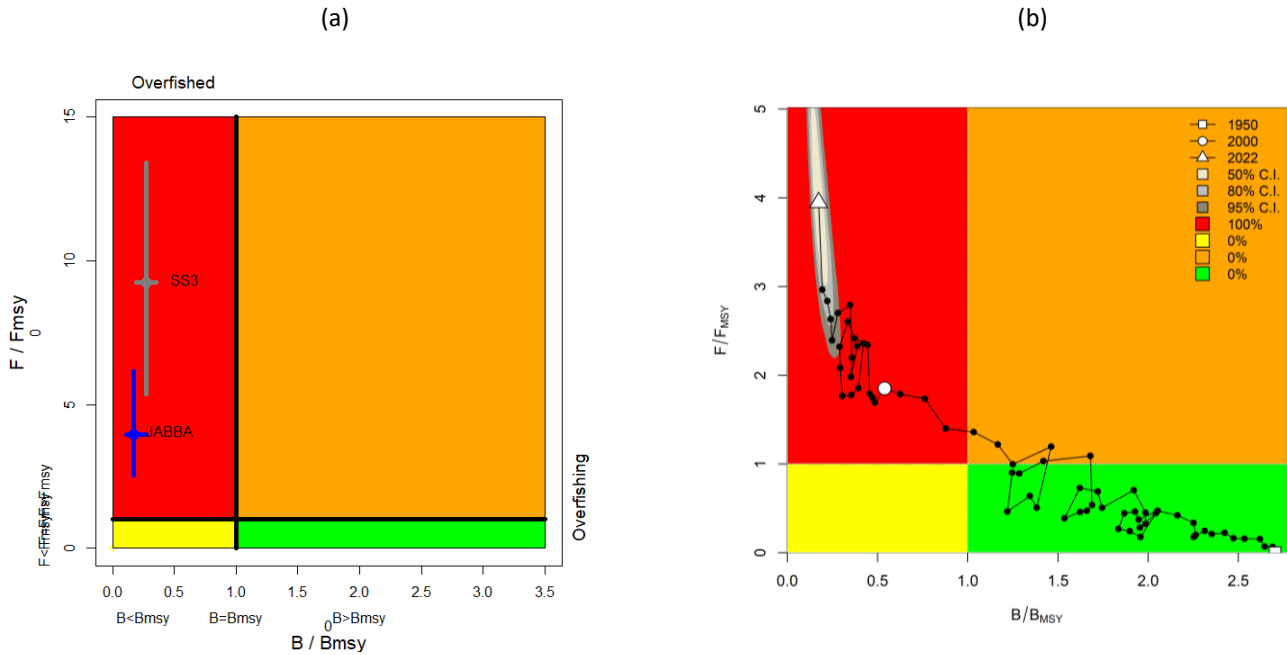 (a)
Overfished
15
10
5
0
F / Fmsy
0
SS3
JABBA
Overfishing
0.0 0.5 1.0 1.5 2.0 2.5 3.0 3.5
B<Bmsy B=Bmsy 0 B>Bmsy
B / Bmsy
(b)
5
4
3
2
1
0
F/FMSY
1950
2000
2022
50% C.I.
80% C.I.
95% C.I.
100%
0%
0%
0%
0.0 0.5 1.0 1.5 2.0 2.5
B/BMSY